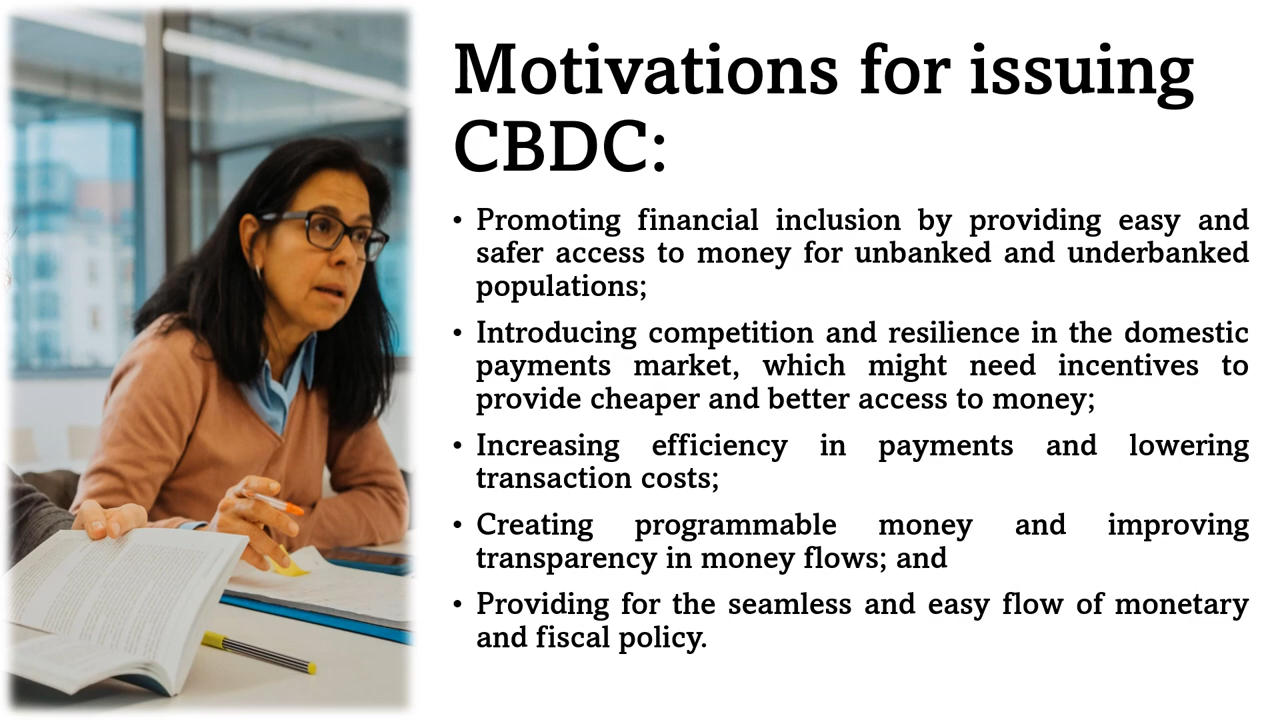 Motivations for issuing
CBDC:
• Promoting financial inclusion by providing easy and
safer access to money for unbanked and underbanked
populations;
• Introducing competition and resilience in the domestic
payments market, which might need incentives to
provide cheaper and better access to money;
• Increasing efficiency in payments and lowering
transaction costs;
• Creating programmable money and improving
transparency in money flows; and
• Providing for the seamless and easy flow of monetary
and fiscal policy.